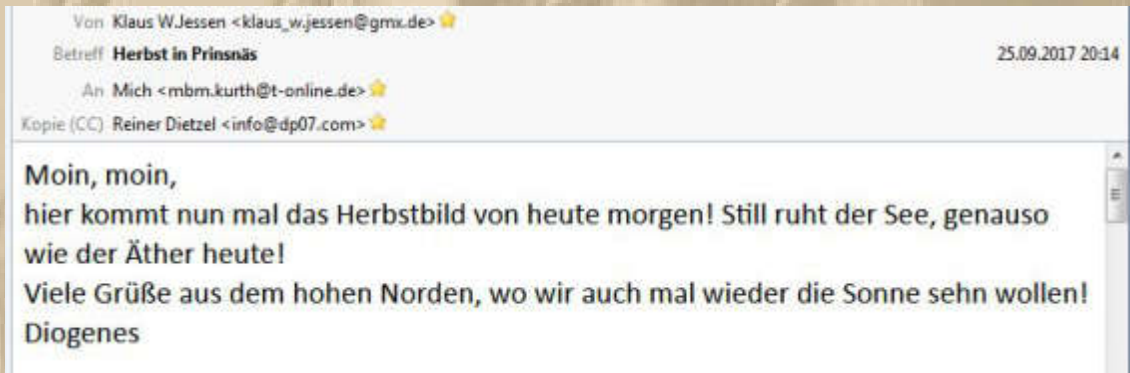 Von Klaus W.Jessen <klaus_w.jessen@gmx.de>
Betreff Herbst in Prinsnäs 25.09.2017 20:14
An Mich <mbm.kurth@t-online.de>
Kopie (CC) Reiner Dietzel <info@dp07.com>
Moin, moin,
hier kommt nun mal das Herbstbild von heute morgen! Still ruht der See, genauso
wie der Äther heute!
Viele Grüße aus dem hohen Norden, wo wir auch mal wieder die Sonne sehn wollen!
Diogenes